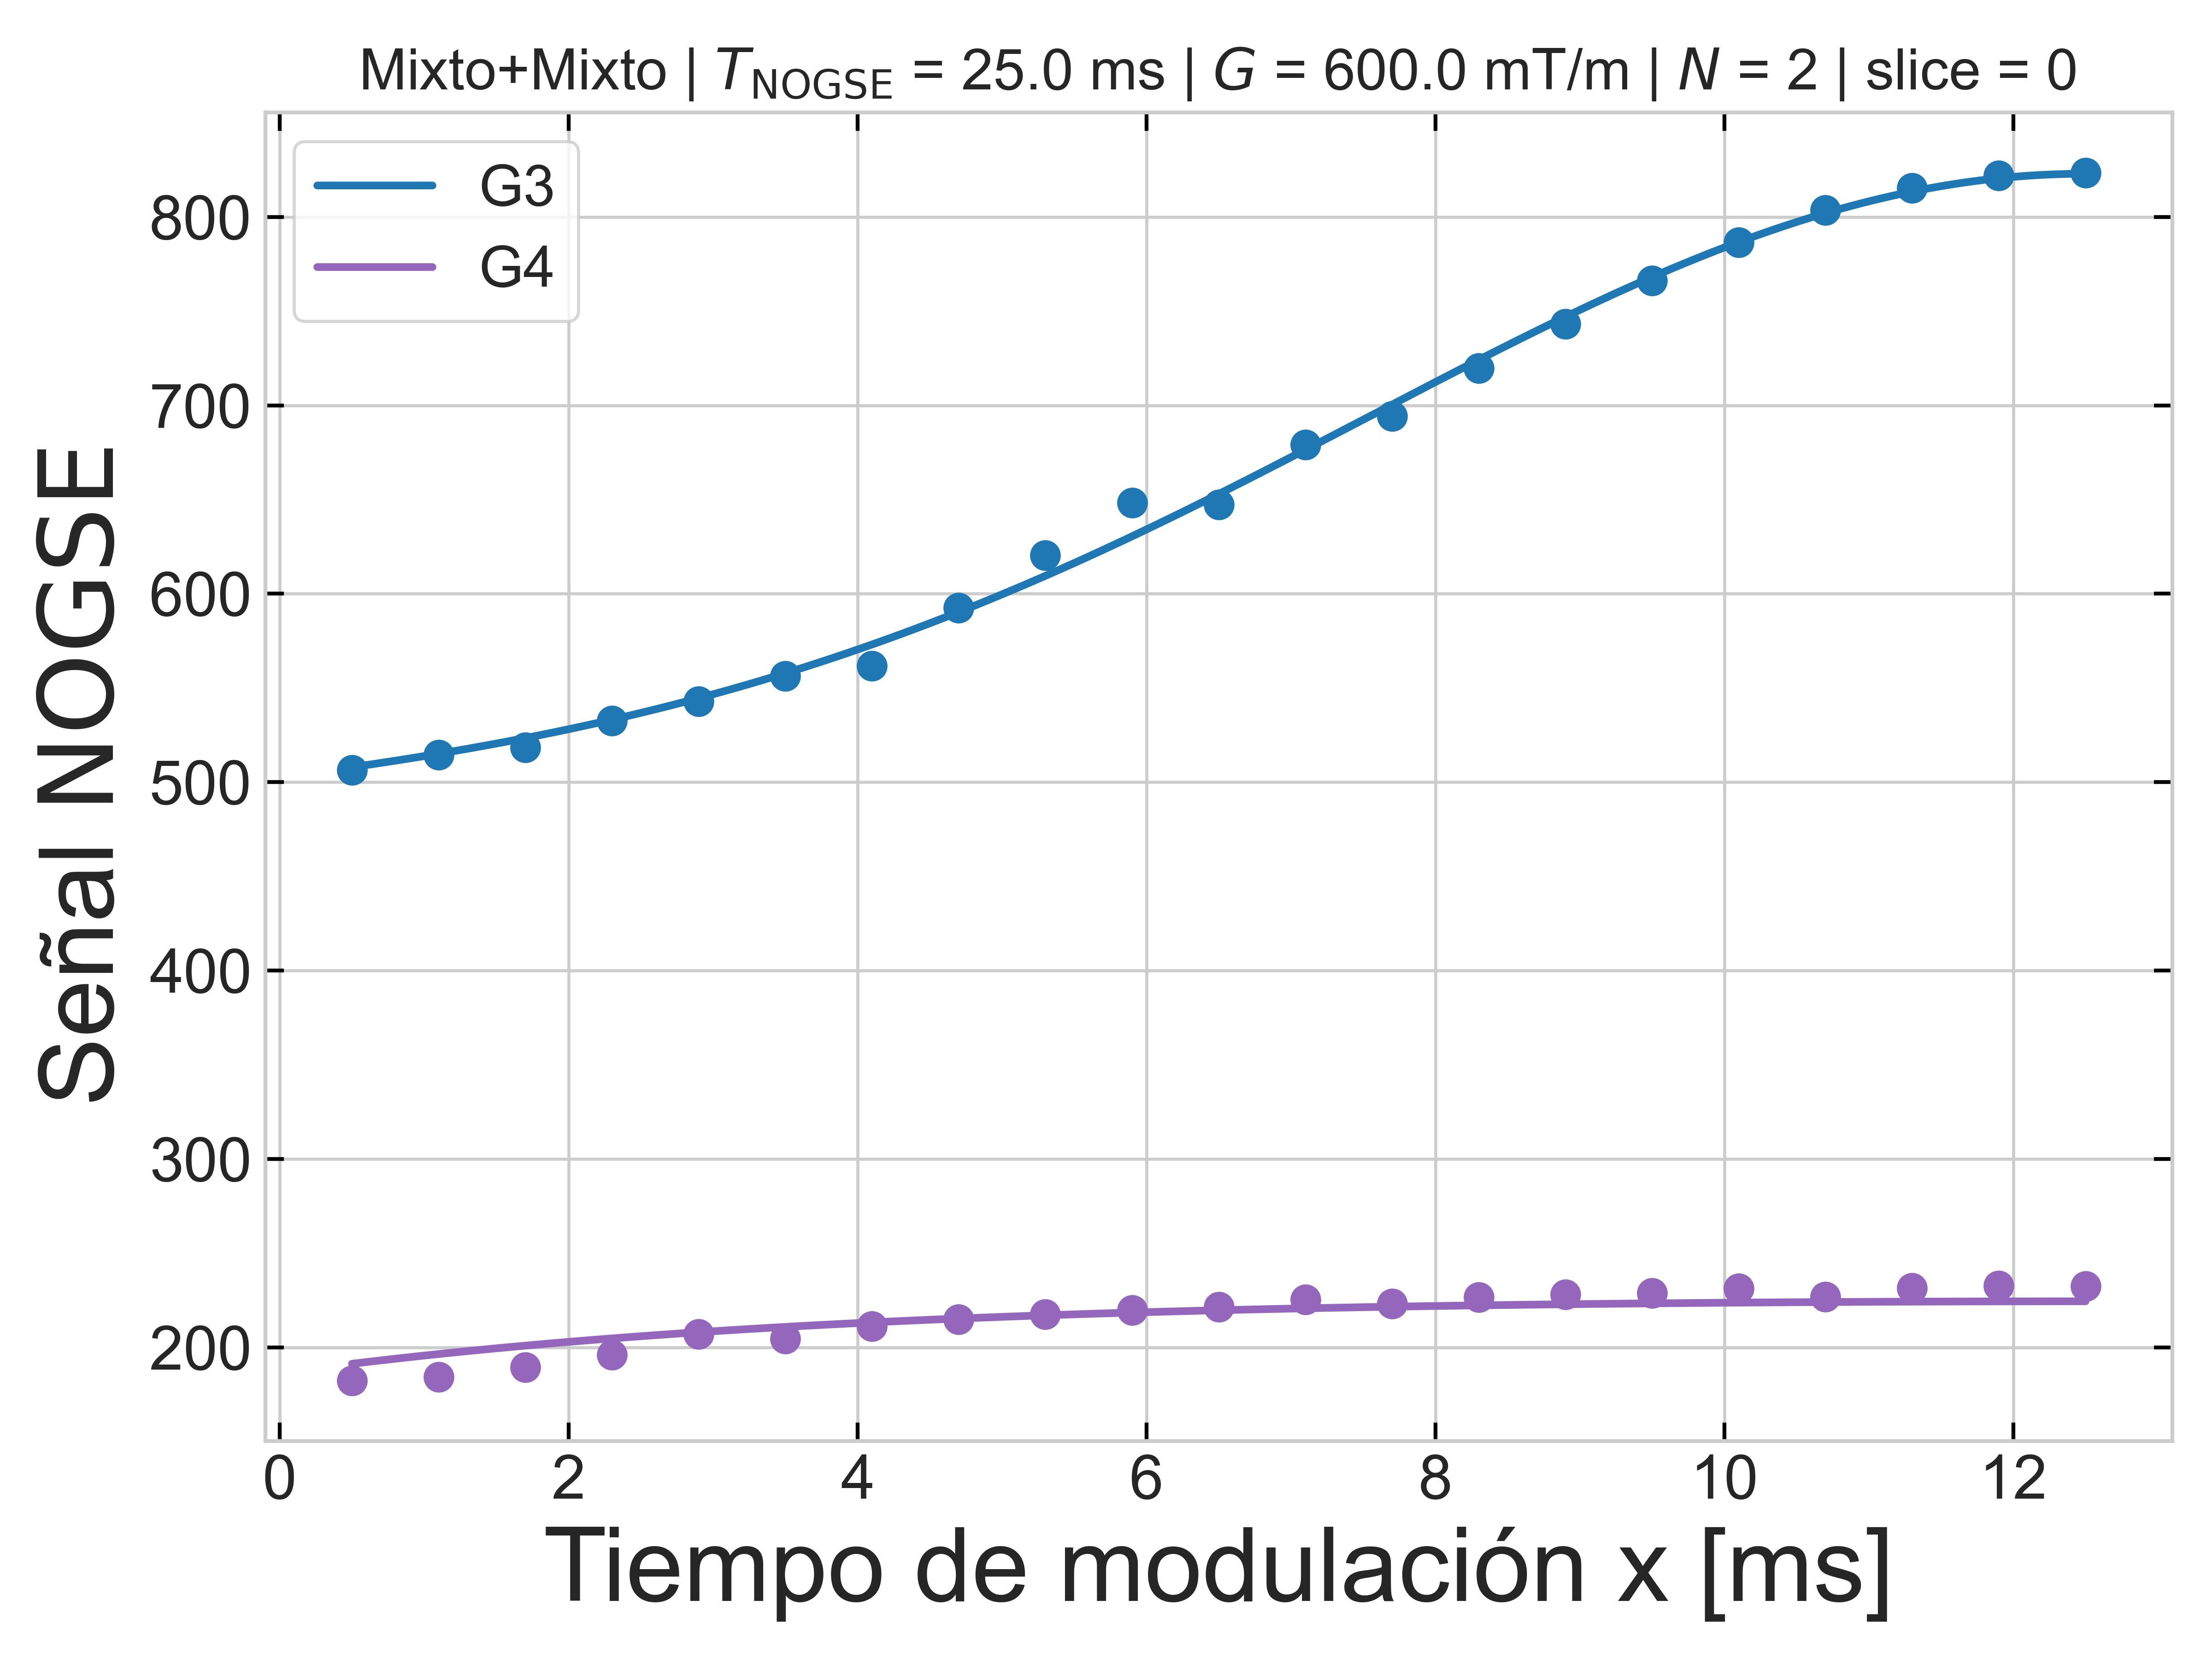 Mixto+Mixto | T_NOGSE = 25.0 ms | G = 600.0 mT/m | N = 2 | slice = 0
G3
G4
Señal NOGSE
800
700
600
500
400
300
200
0 2 4 6 8 10 12
Tiempo de modulación x [ms]